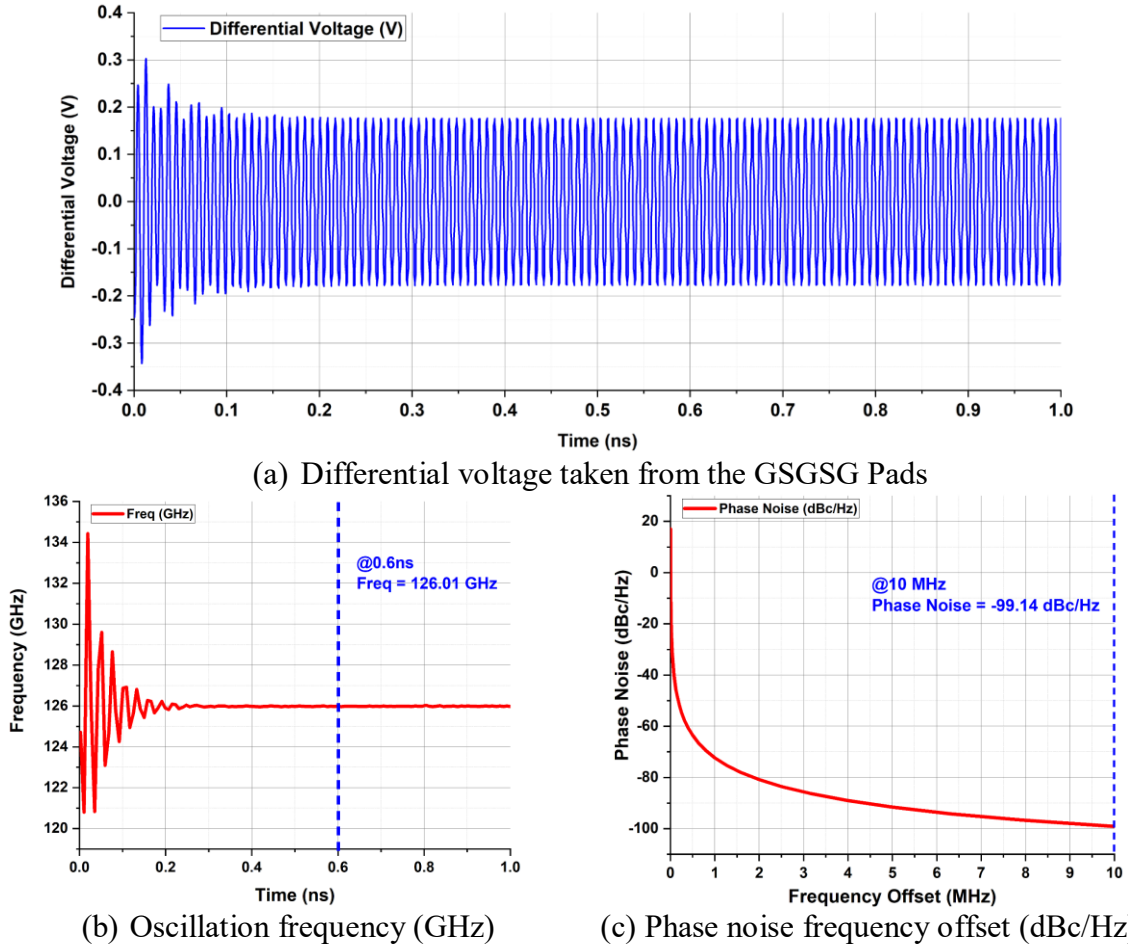 Differential Voltage (V)
0.4
0.3
0.2
0.1
0.0
-0.1
-0.2
-0.3
-0.4
Differential Voltage (V)
0.0 0.1 0.2 0.3 0.4 0.5 0.6 0.7 0.8 0.9 1.0
Time (ns)
(a) Differential voltage taken from the GSGSG Pads
Freq (GHz)
136
134
132
130
128
126
124
122
120
Frequency (GHz)
@0.6ns
Freq = 126.01 GHz
0.0 0.2 0.4 0.6 0.8 1.0
Time (ns)
(b) Oscillation frequency (GHz)
Phase Noise (dBc/Hz)
20
0
-20
-40
-60
-80
-100
Phase Noise (dBc/Hz)
@10 MHz
Phase Noise = -99.14 dBc/Hz
0 1 2 3 4 5 6 7 8 9 10
Frequency Offset (MHz)
(c) Phase noise frequency offset (dBc/Hz